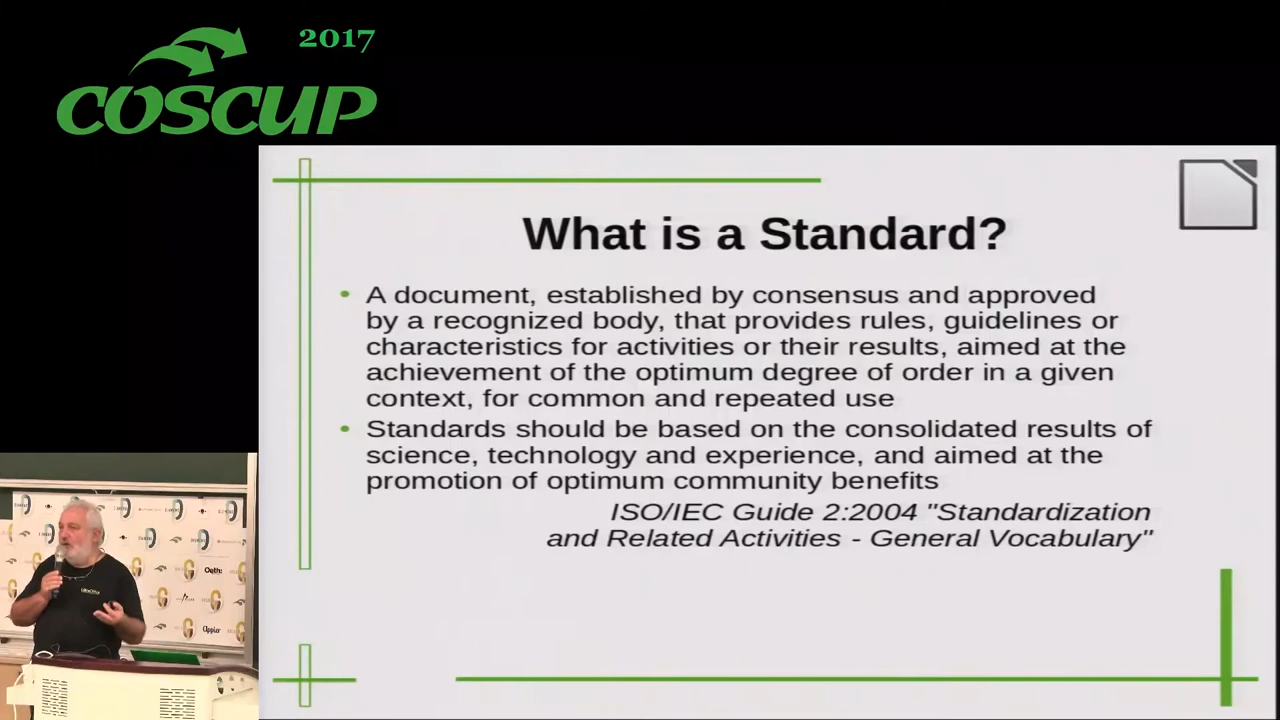 2017
COSCUP
What is a Standard?
• A document, established by consensus and approved
by a recognized body, that provides rules, guidelines or
characteristics for activities or their results, aimed at the
achievement of the optimum degree of order in a given
context, for common and repeated use
• Standards should be based on the consolidated results of
science, technology and experience, and aimed at the
promotion of optimum community benefits
ISO/IEC Guide 2:2004 "Standardization
and Related Activities - General Vocabulary"
Appier